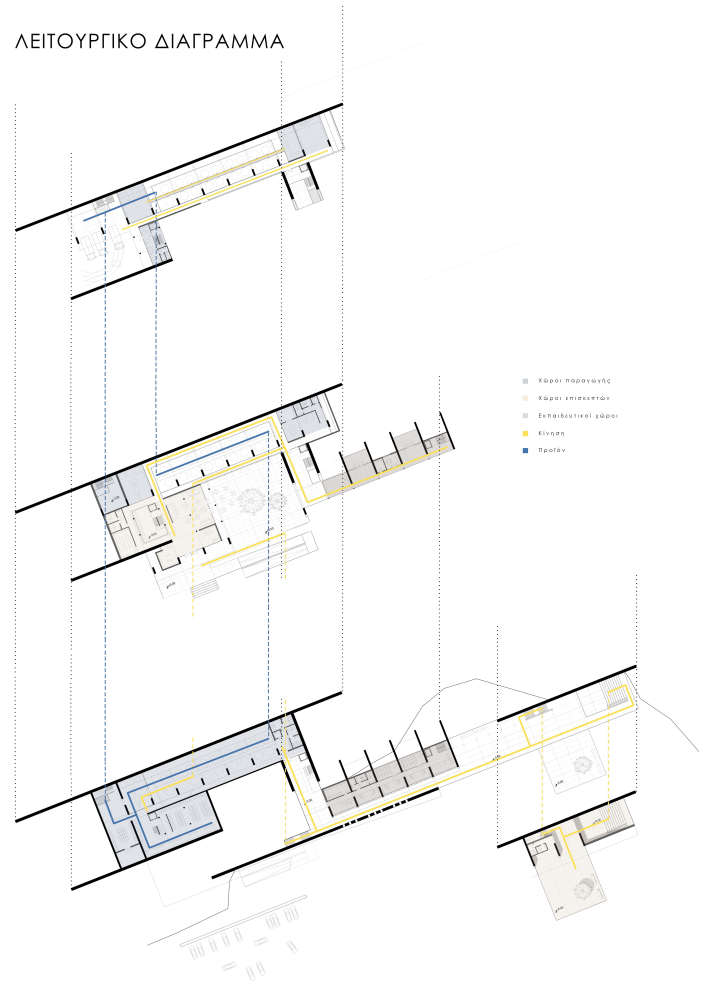 ΛΕΙΤΟΥΡΓΙΚΟ ΔΙΑΓΡΑΜΜΑ
Χώροι παραγωγής
Χώροι επισκεπτών
Εκπαιδευτικοί χώροι
Κίνηση
Προϊόν